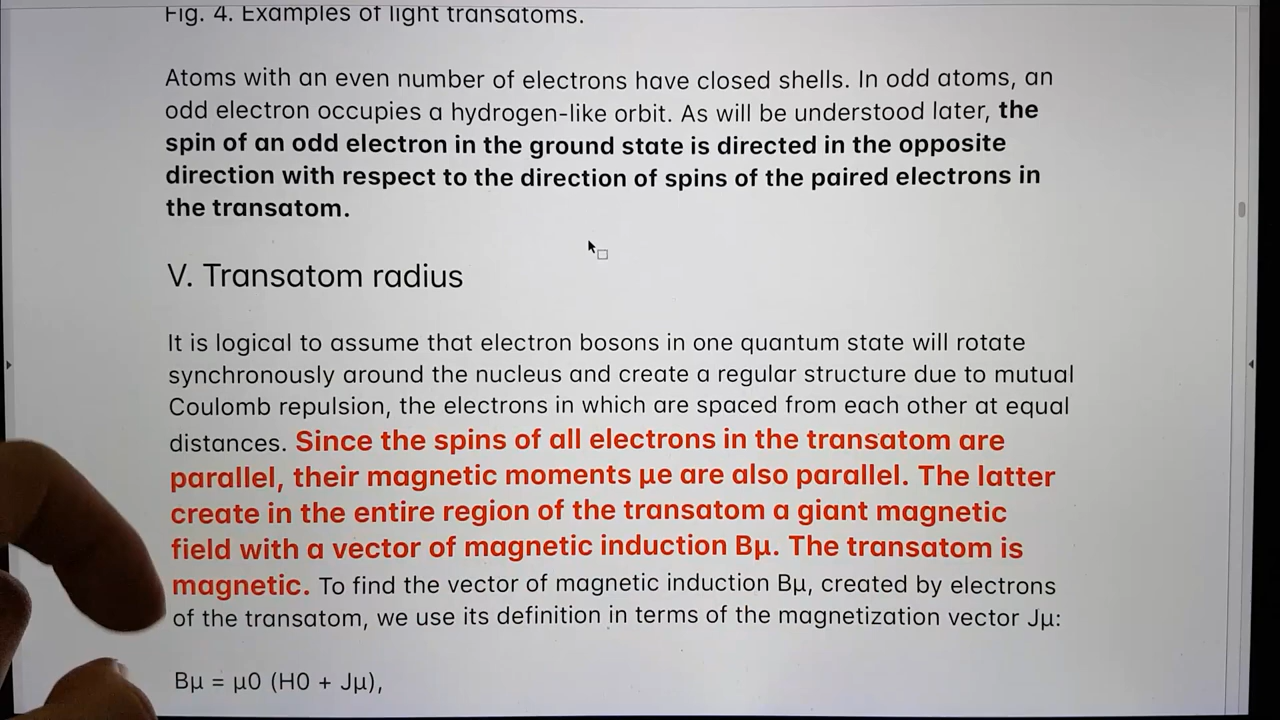 Fig. 4. Examples of light transatoms.
Atoms with an even number of electrons have closed shells. In odd atoms, an
odd electron occupies a hydrogen-like orbit. As will be understood later, the
spin of an odd electron in the ground state is directed in the opposite
direction with respect to the direction of spins of the paired electrons in
the transatom.
V. Transatom radius
It is logical to assume that electron bosons in one quantum state will rotate
synchronously around the nucleus and create a regular structure due to mutual
Coulomb repulsion, the electrons in which are spaced from each other at equal
distances. Since the spins of all electrons in the transatom are
parallel, their magnetic moments μe are also parallel. The latter
create in the entire region of the transatom a giant magnetic
field with a vector of magnetic induction Bμ. The transatom is
magnetic. To find the vector of magnetic induction Bμ, created by electrons
of the transatom, we use its definition in terms of the magnetization vector Jμ:
Bμ = μ0 (H0 + Jμ),